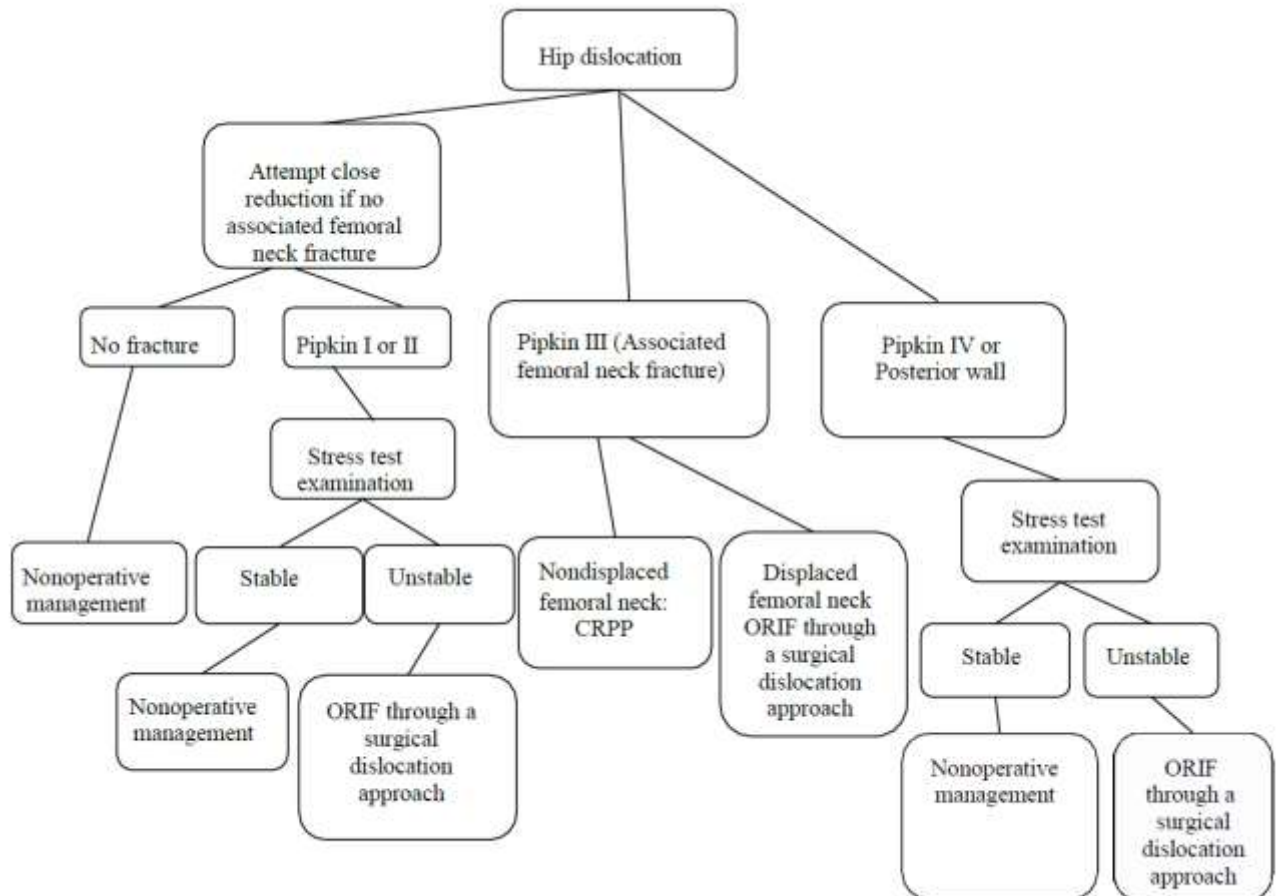 Hip dislocation
Attempt close
reduction if no
associated femoral
neck fracture
No fracture
Pipkin I or II
Pipkin III (Associated
femoral neck fracture)
Pipkin IV or
Posterior wall
Stress test
examination
Stress test
examination
Nonoperative
management
Stable
Unstable
Nondisplaced
femoral neck:
CRPP
Displaced
femoral neck
ORIF through
a surgical
dislocation
approach
Stable
Unstable
Nonoperative
management
ORIF through a
surgical
dislocation
approach
Nonoperative
management
ORIF
through a
surgical
dislocation
approach